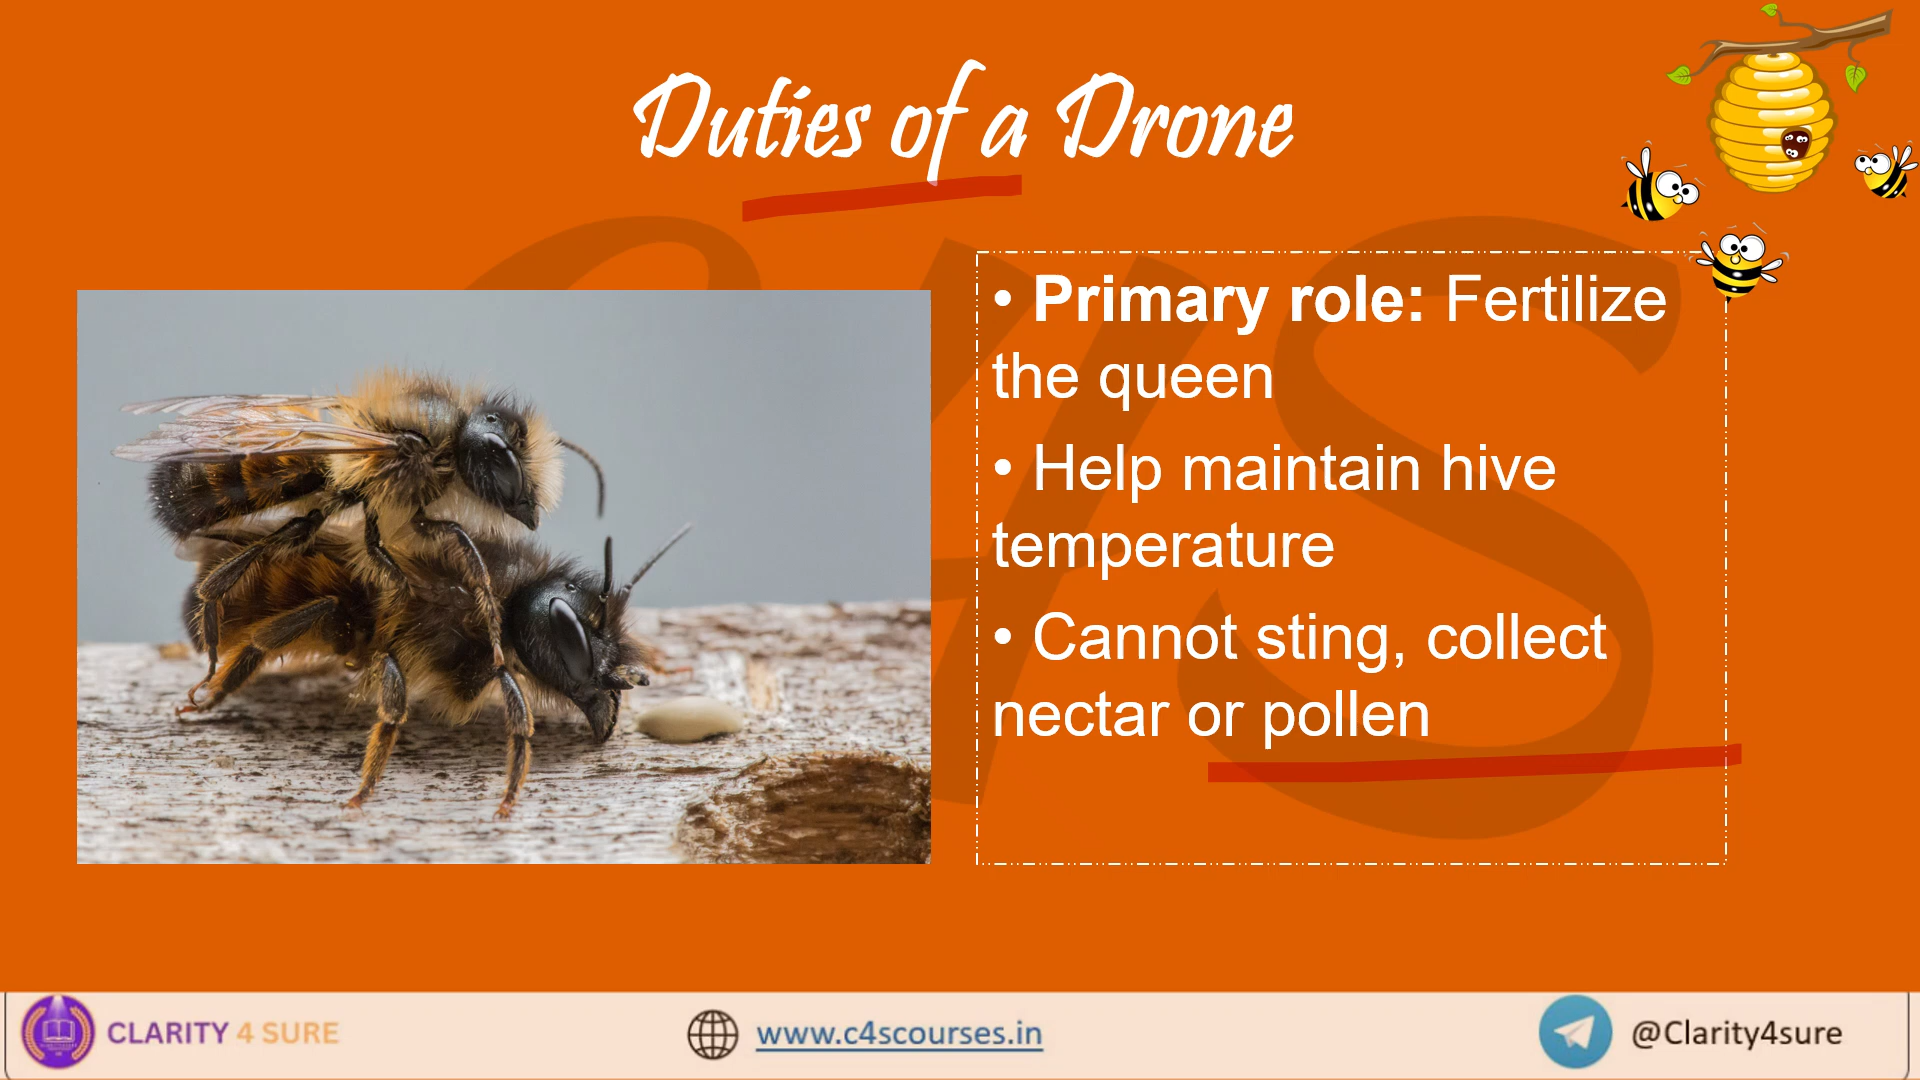 Duties of a Drone
• Primary role: Fertilize
the queen
• Help maintain hive
temperature
• Cannot sting, collect
nectar or pollen
C4S
CLARITY 4 SURE
www.c4scourses.in
@Clarity4sure